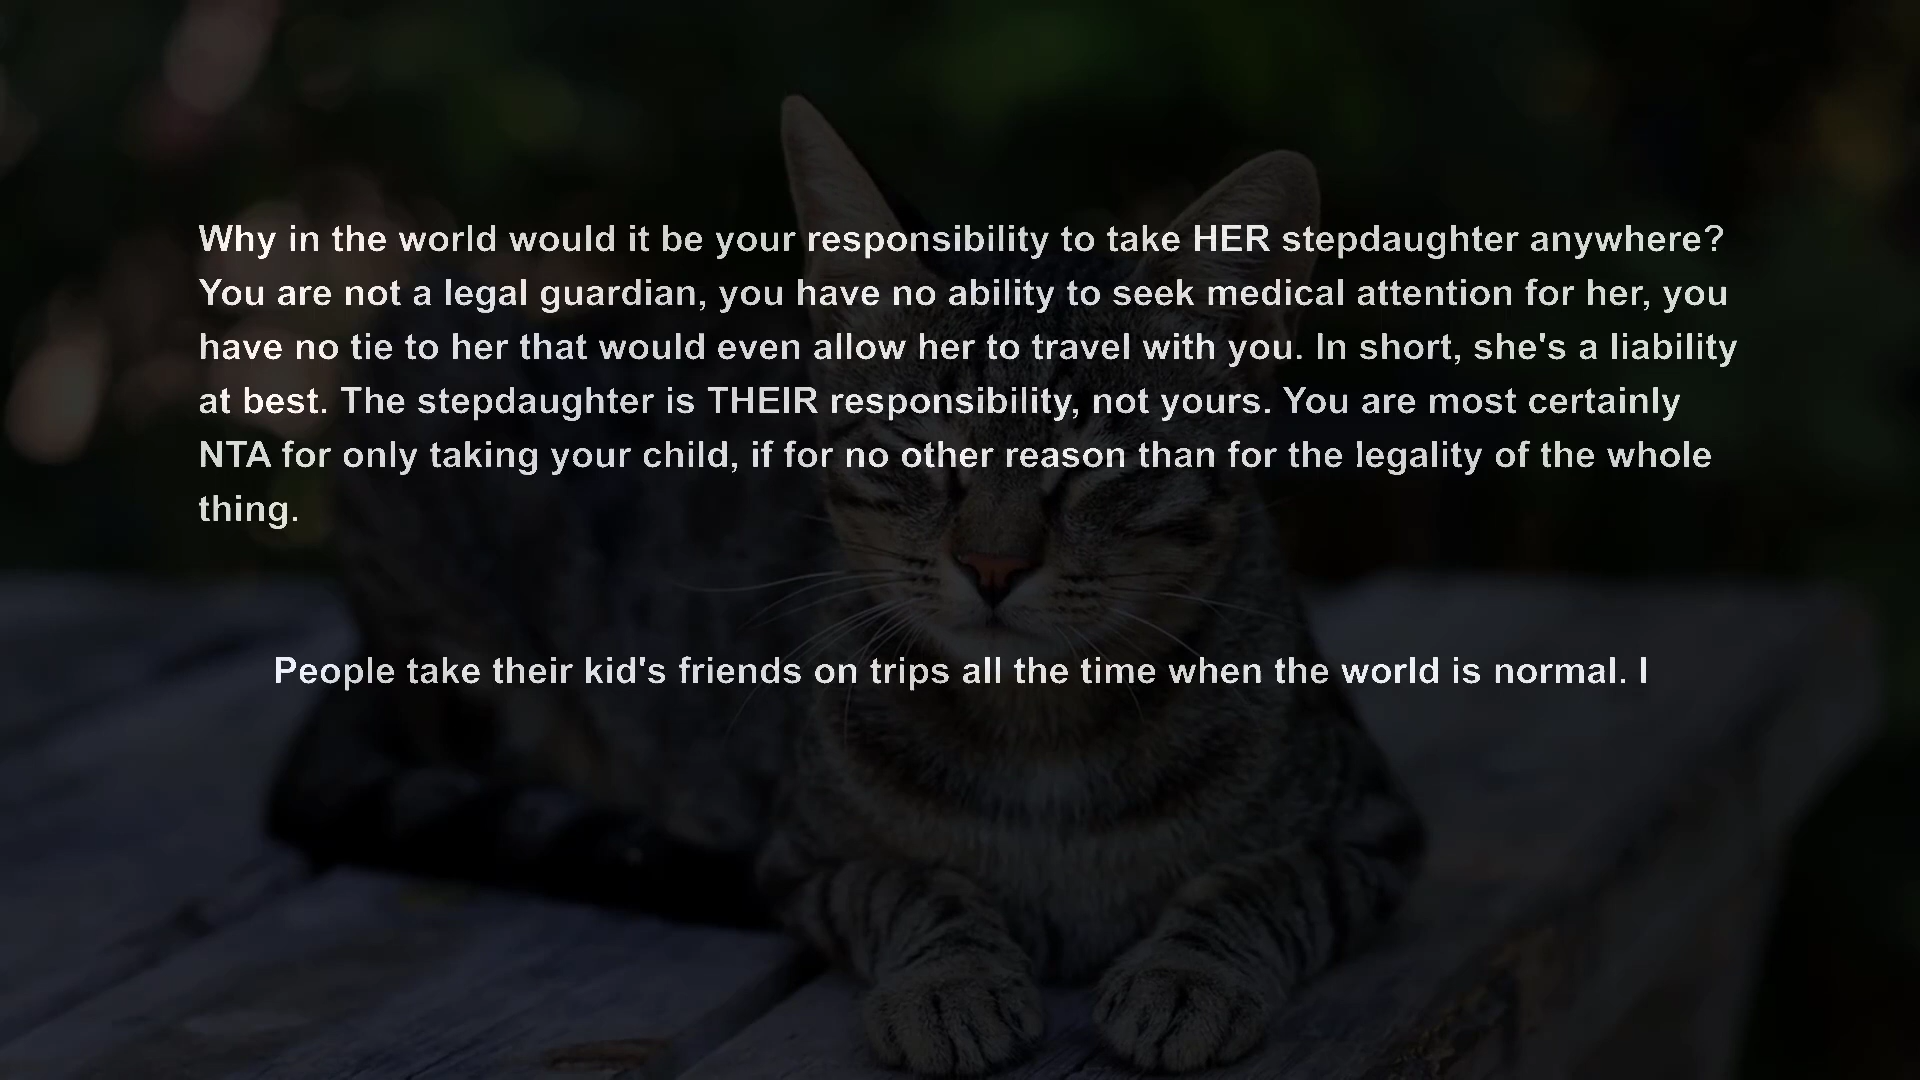 Why in the world would it be your responsibility to take HER stepdaughter anywhere?
You are not a legal guardian, you have no ability to seek medical attention for her, you
have no tie to her that would even allow her to travel with you. In short, she's a liability
at best. The stepdaughter is THEIR responsibility, not yours. You are most certainly
NTA for only taking your child, if for no other reason than for the legality of the whole
thing.
People take their kid's friends on trips all the time when the world is normal. I